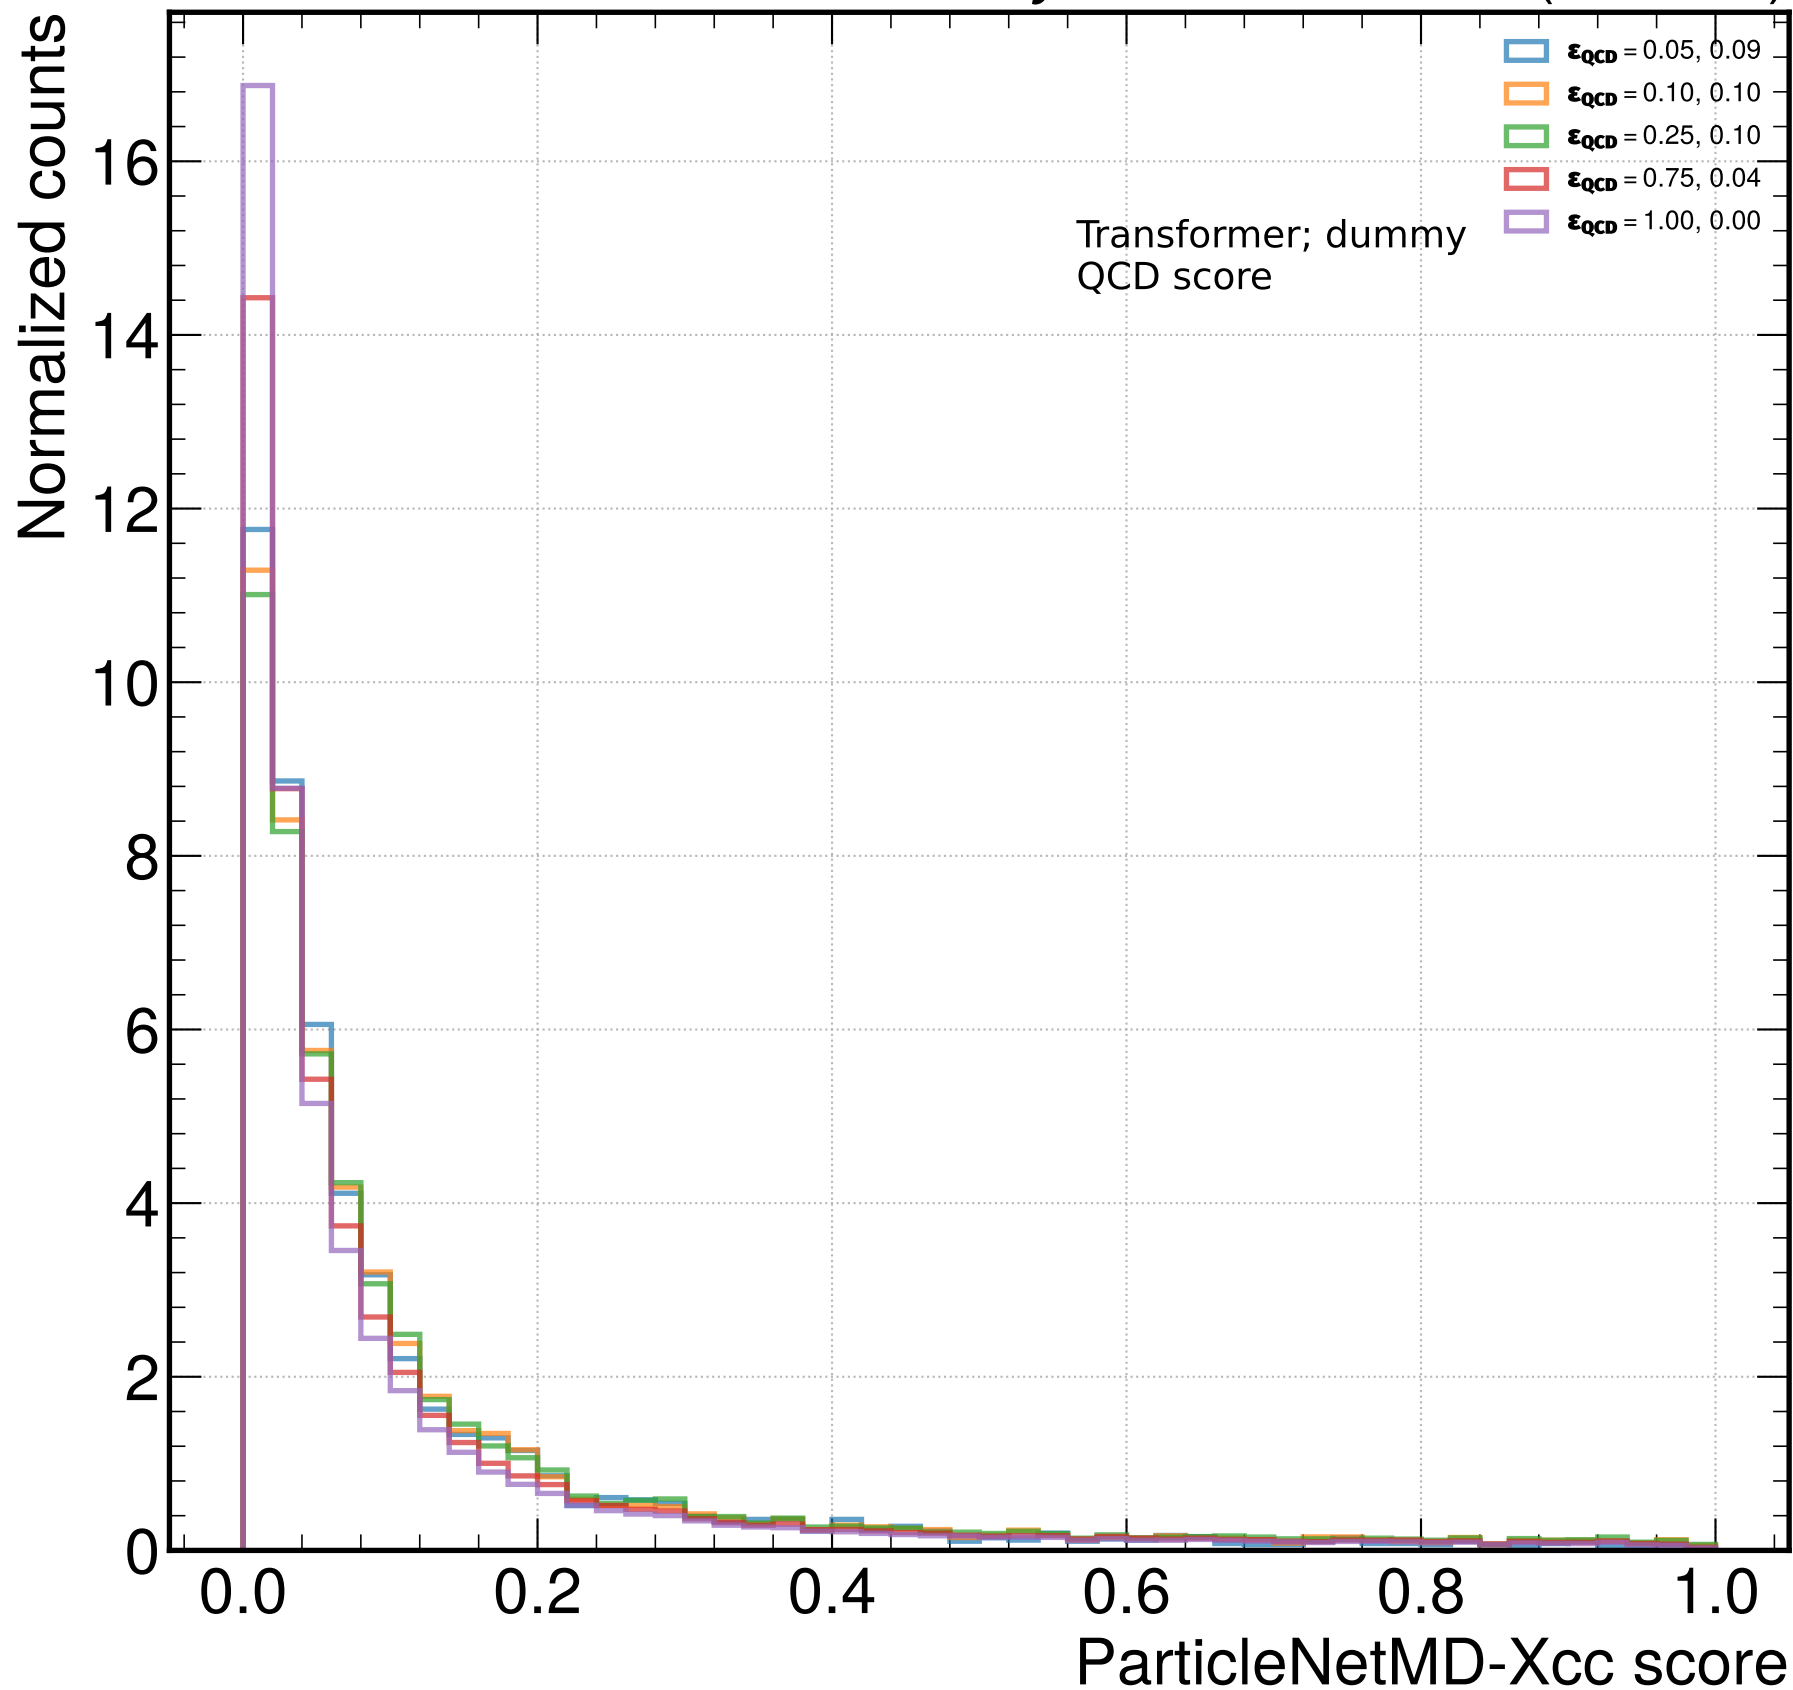 Normalized counts
εQCD = 0.05, 0.09
εQCD = 0.10, 0.10
εQCD = 0.25, 0.10
εQCD = 0.75, 0.04
εQCD = 1.00, 0.00
Transformer; dummy
QCD score
16
14
12
10
8
6
4
2
0
0.0 0.2 0.4 0.6 0.8 1.0
ParticleNetMD-Xcc score